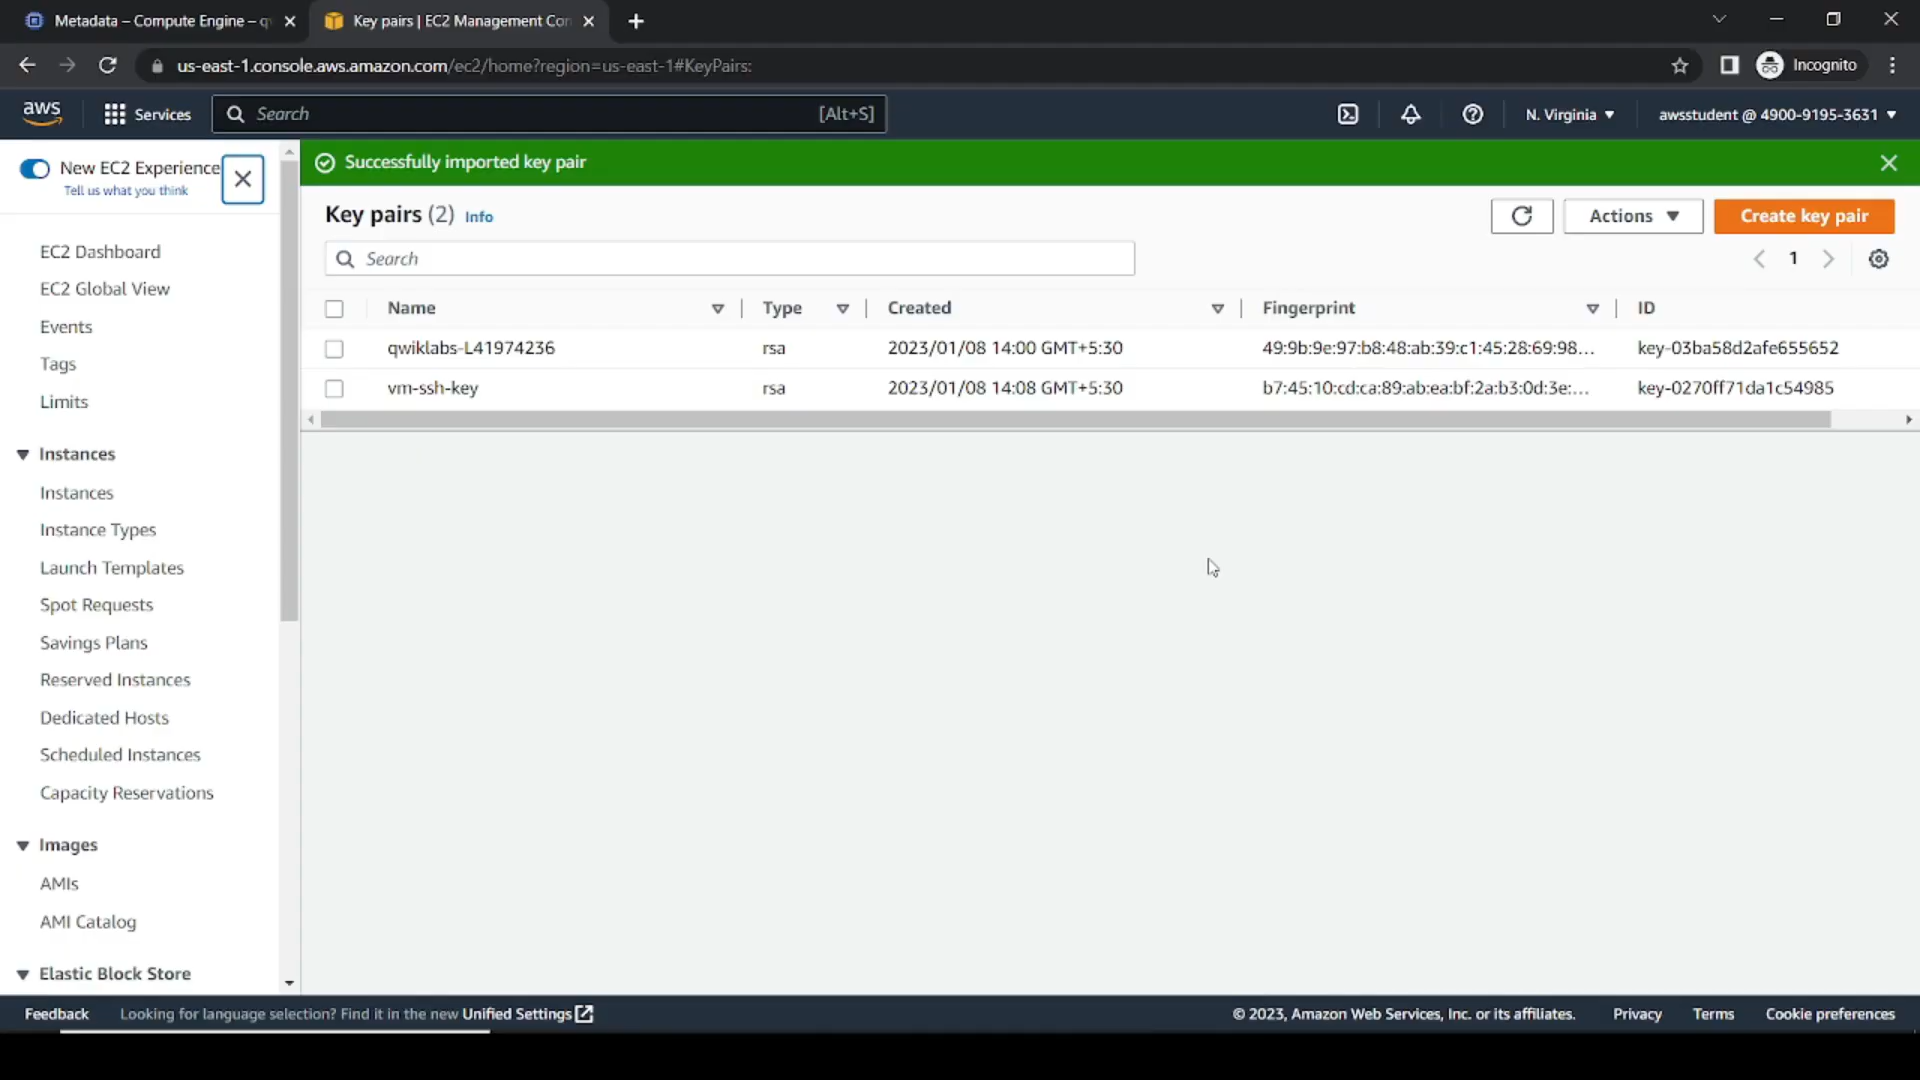 Metadata – Compute Engine – q
Key pairs | EC2 Management Con
us-east-1.console.aws.amazon.com/ec2/home?region=us-east-1#KeyPairs:
Incognito
aws
Services
Search
[Alt+S]
N. Virginia
awsstudent @ 4900-9195-3631
New EC2 Experience
Tell us what you think
Successfully imported key pair
Key pairs (2) Info
Actions
Create key pair
Search
1
Name Type Created Fingerprint ID
qwiklabs-L41974236 rsa 2023/01/08 14:00 GMT+5:30 49:9b:9e:97:b8:48:ab:39:c1:45:28:69:98... key-03ba58d2afe655652
vm-ssh-key rsa 2023/01/08 14:08 GMT+5:30 b7:45:10:cd:ca:89:ab:ea:bf:2a:b3:0d:3e:... key-0270ff71da1c54985
EC2 Dashboard
EC2 Global View
Events
Tags
Limits
Instances
Instances
Instance Types
Launch Templates
Spot Requests
Savings Plans
Reserved Instances
Dedicated Hosts
Scheduled Instances
Capacity Reservations
Images
AMIs
AMI Catalog
Elastic Block Store
Feedback
Looking for language selection? Find it in the new Unified Settings
© 2023, Amazon Web Services, Inc. or its affiliates.
Privacy
Terms
Cookie preferences